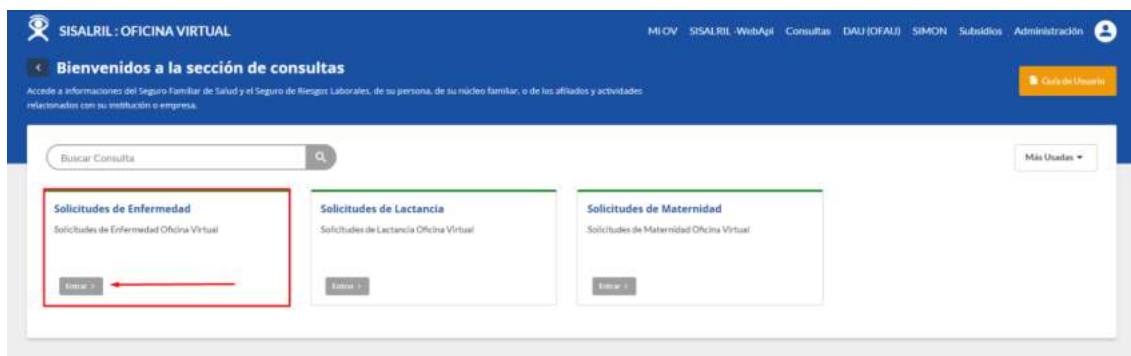 SISALRIL : OFICINA VIRTUAL
MI OV SISALRIL -WebApi Consultas DAU (OFAU) SIMON Subsidios Administración
Bienvenidos a la sección de consultas
Accede a informaciones del Seguro Familiar de Salud y el Seguro de Riesgos Laborales, de su persona, de su núcleo familiar, o de los afiliados y actividades
relacionados con su institución o empresa.
Guía de Usuario
Buscar Consulta
Más Usadas
Solicitudes de Enfermedad
Solicitudes de Enfermedad Oficina Virtual
Entrar >
Solicitudes de Lactancia
Solicitudes de Lactancia Oficina Virtual
Entrar >
Solicitudes de Maternidad
Solicitudes de Maternidad Oficina Virtual
Entrar >